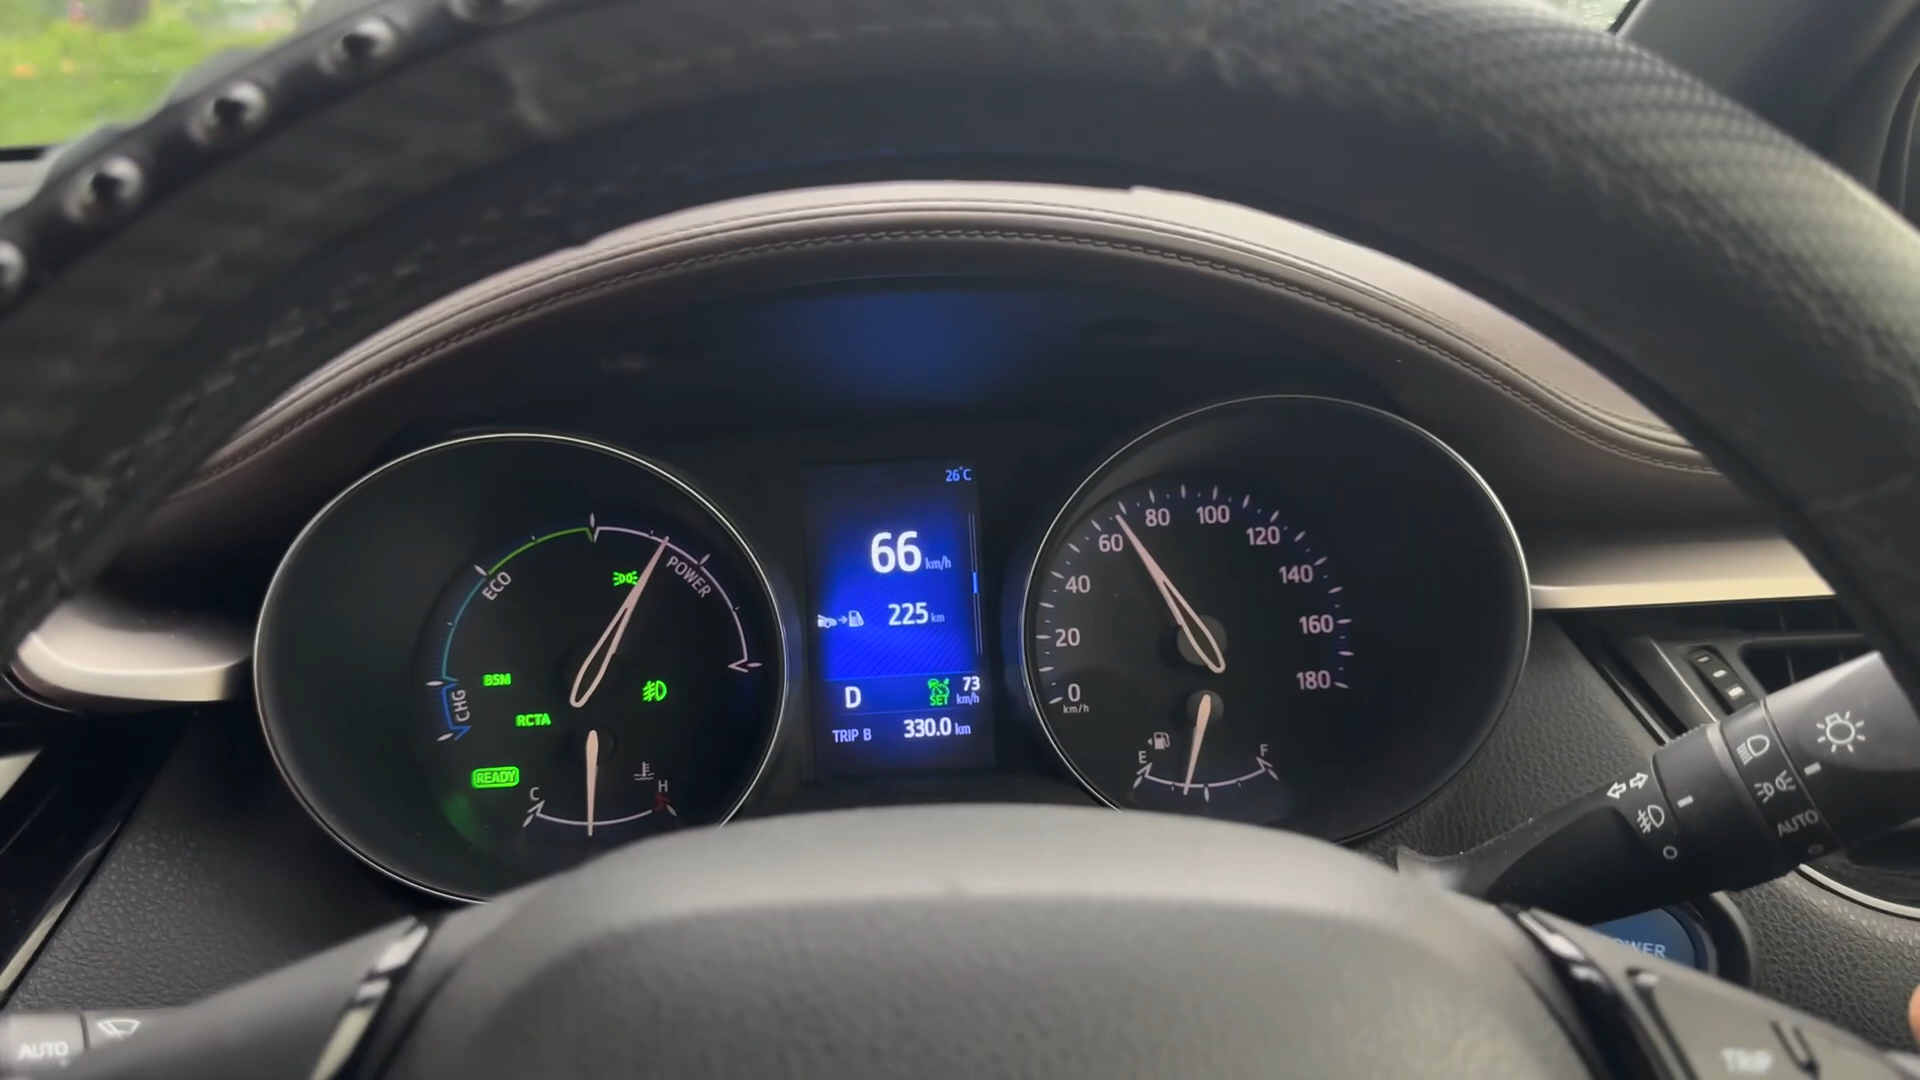 26°C
66 km/h
225 km
D
SET
73 km/h
TRIP B 330.0 km
ECO
POWER
CHG
BSM
RCTA
READY
C
H
0
20
40
60
80
100
120
140
160
180
km/h
E
F
AUTO
AUTO
TRIP